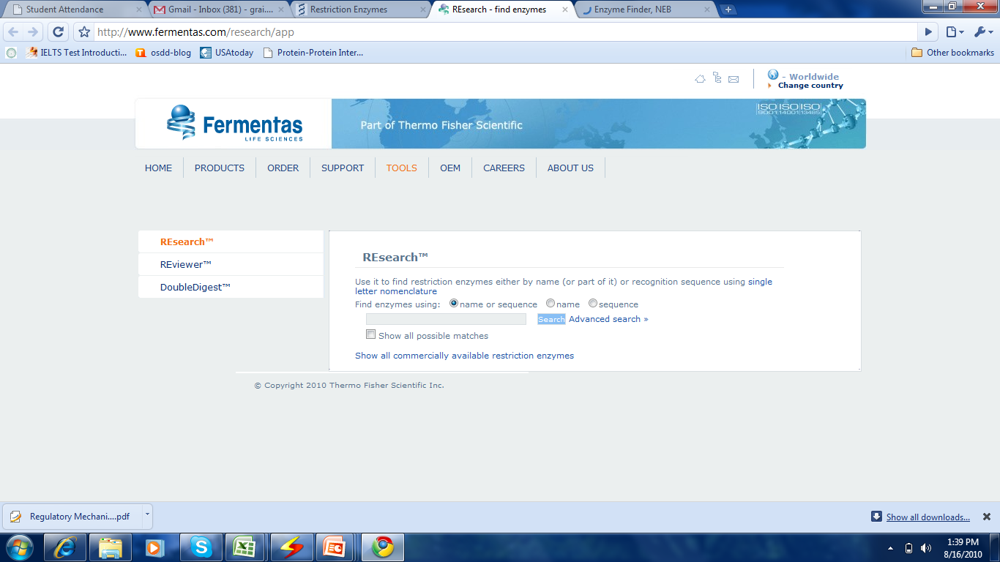 Student Attendance
Gmail - Inbox (381) - grai....
Restriction Enzymes
REsearch - find enzymes
Enzyme Finder, NEB
http://www.fermentas.com/research/app
IELTS Test Introducti...
osdd-blog
USAtoday
Protein-Protein Inter...
Other bookmarks
- Worldwide
Change country
Fermentas
LIFE SCIENCES
Part of Thermo Fisher Scientific
ISO ISO ISO
9001 14001 13485
HOME PRODUCTS ORDER SUPPORT TOOLS OEM CAREERS ABOUT US
REsearch™
REviewer™
DoubleDigest™
REsearch™
Use it to find restriction enzymes either by name (or part of it) or recognition sequence using single
letter nomenclature
Find enzymes using: name or sequence name sequence
Search Advanced search »
Show all possible matches
Show all commercially available restriction enzymes
© Copyright 2010 Thermo Fisher Scientific Inc.
Regulatory Mechani....pdf
Show all downloads...
1:39 PM
8/16/2010